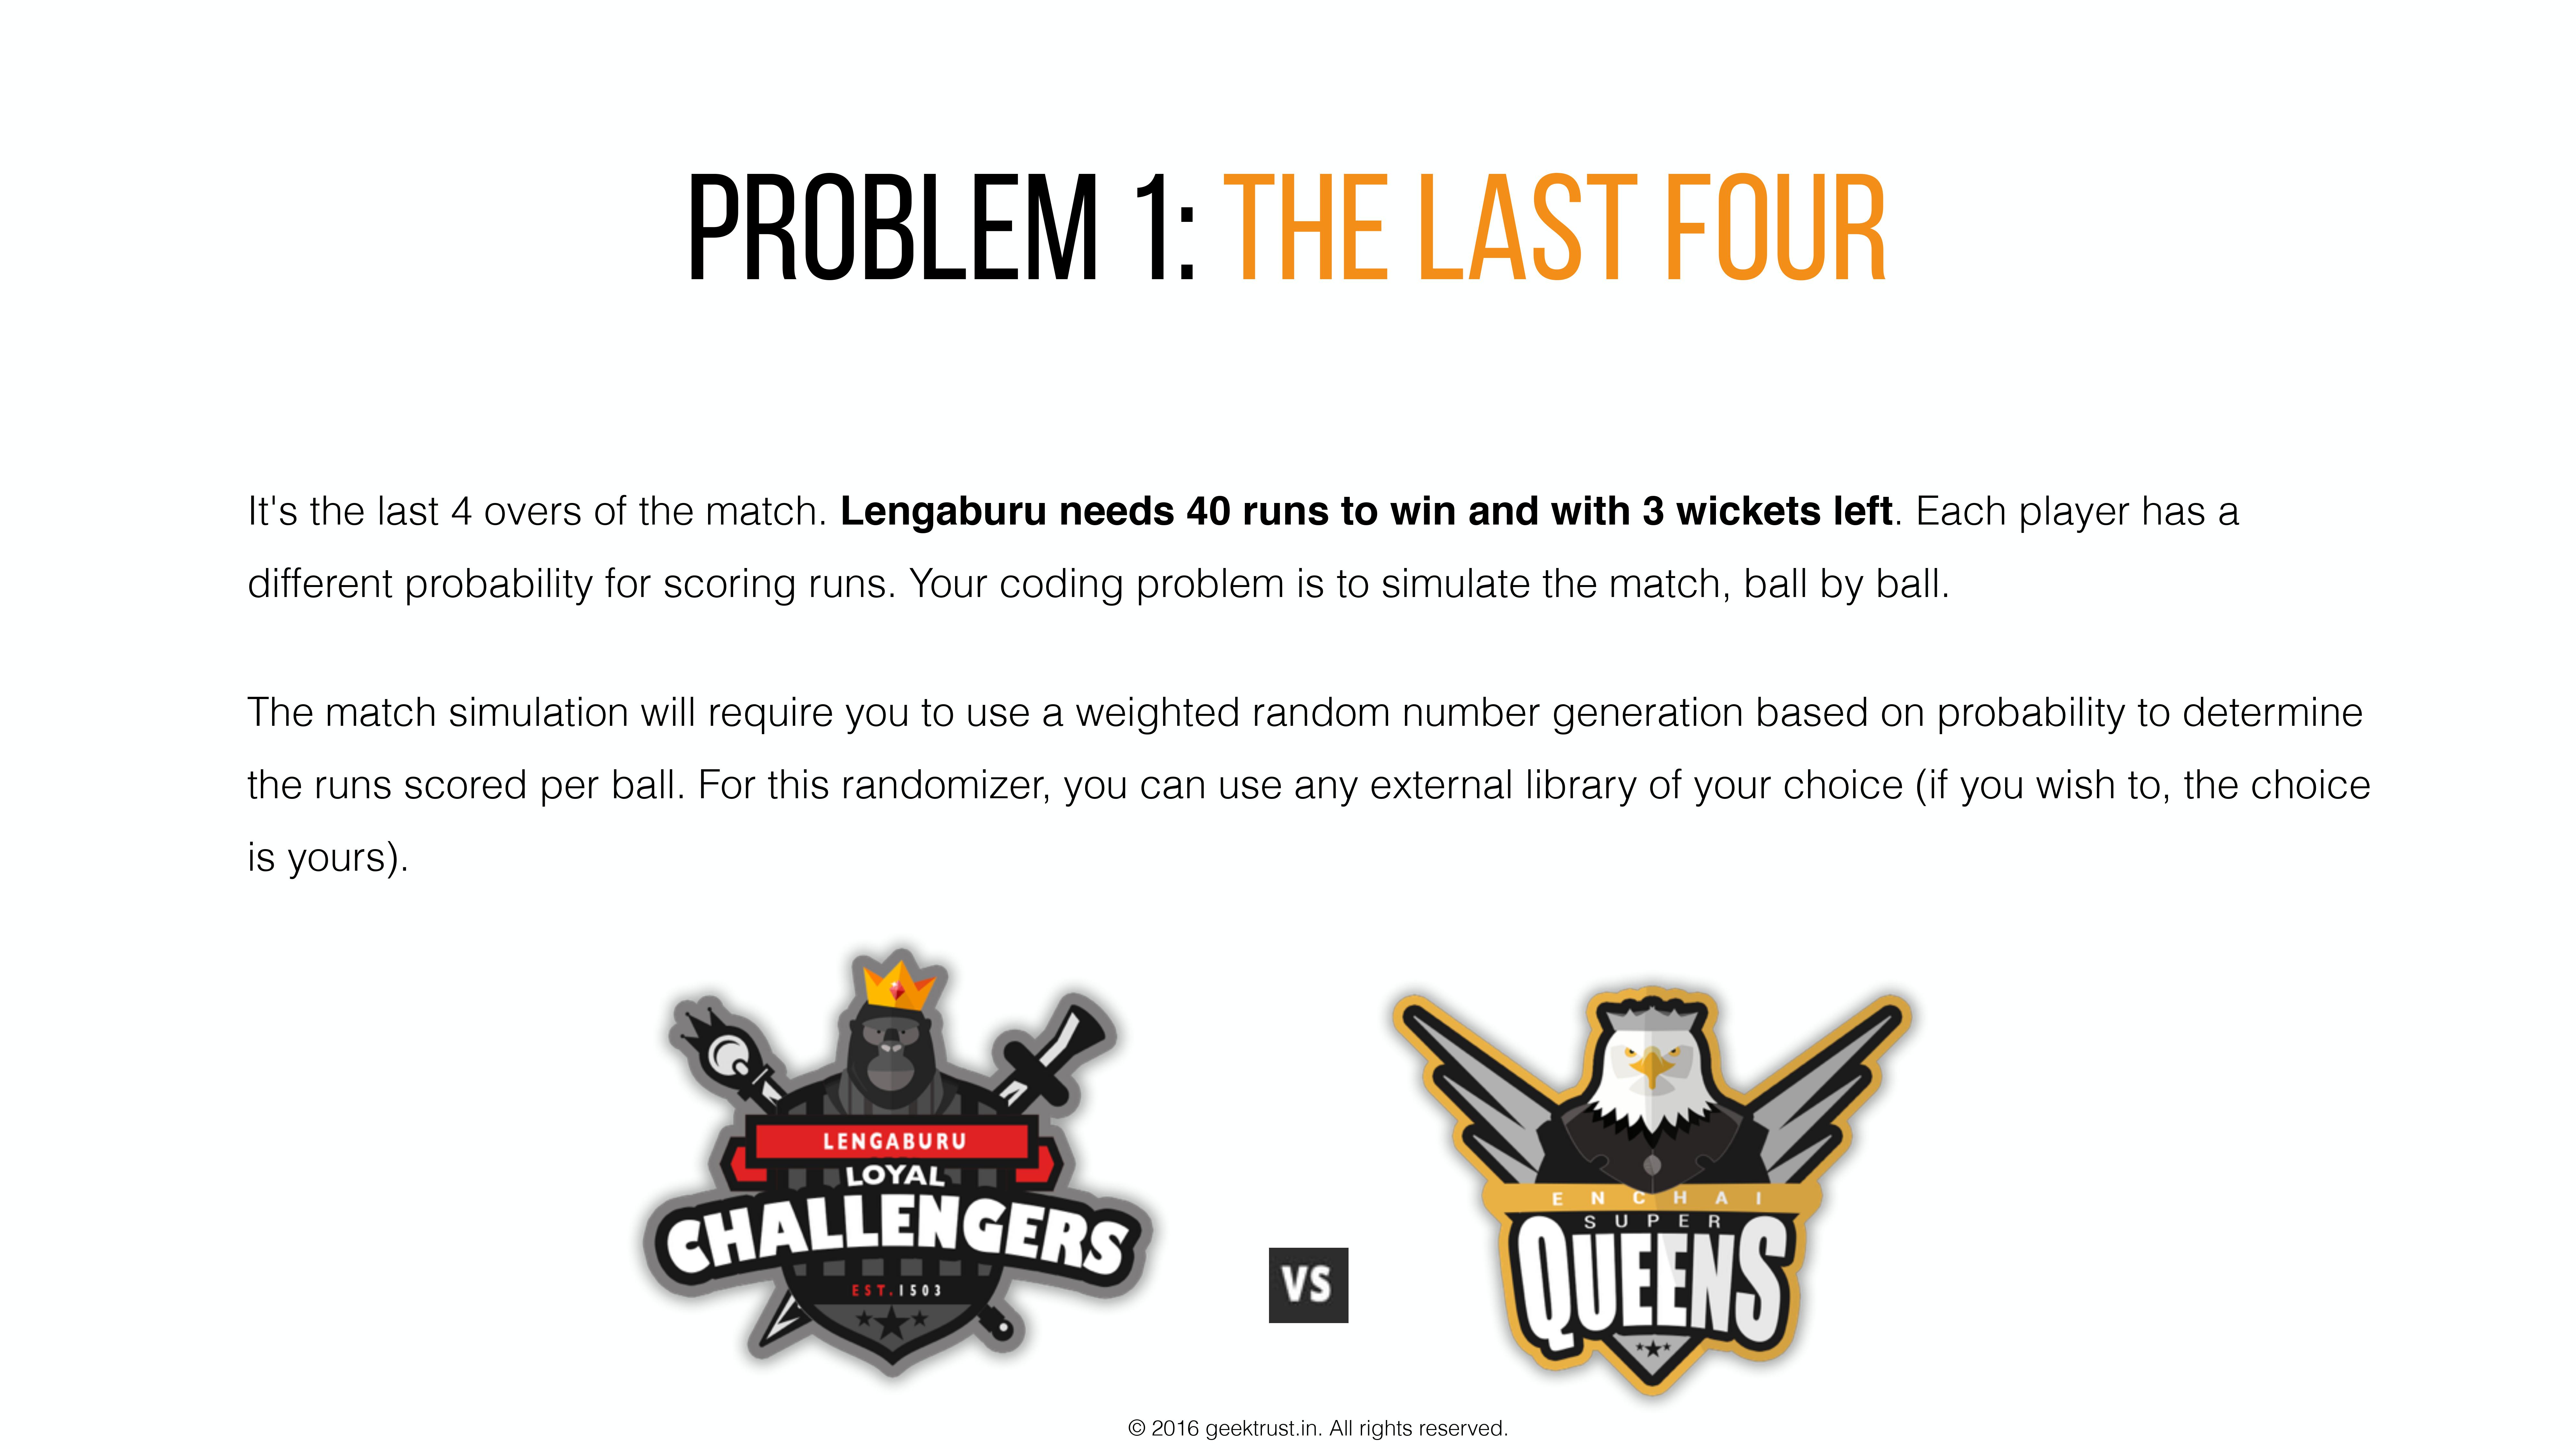 PROBLEM 1: THE LAST FOUR
It's the last 4 overs of the match. Lengaburu needs 40 runs to win and with 3 wickets left. Each player has a
different probability for scoring runs. Your coding problem is to simulate the match, ball by ball.
The match simulation will require you to use a weighted random number generation based on probability to determine
the runs scored per ball. For this randomizer, you can use any external library of your choice (if you wish to, the choice
is yours).
LENGABURU
LOYAL
CHALLENGERS
EST.1503
VS
ENCHAI
SUPER
QUEENS
© 2016 geektrust.in. All rights reserved.